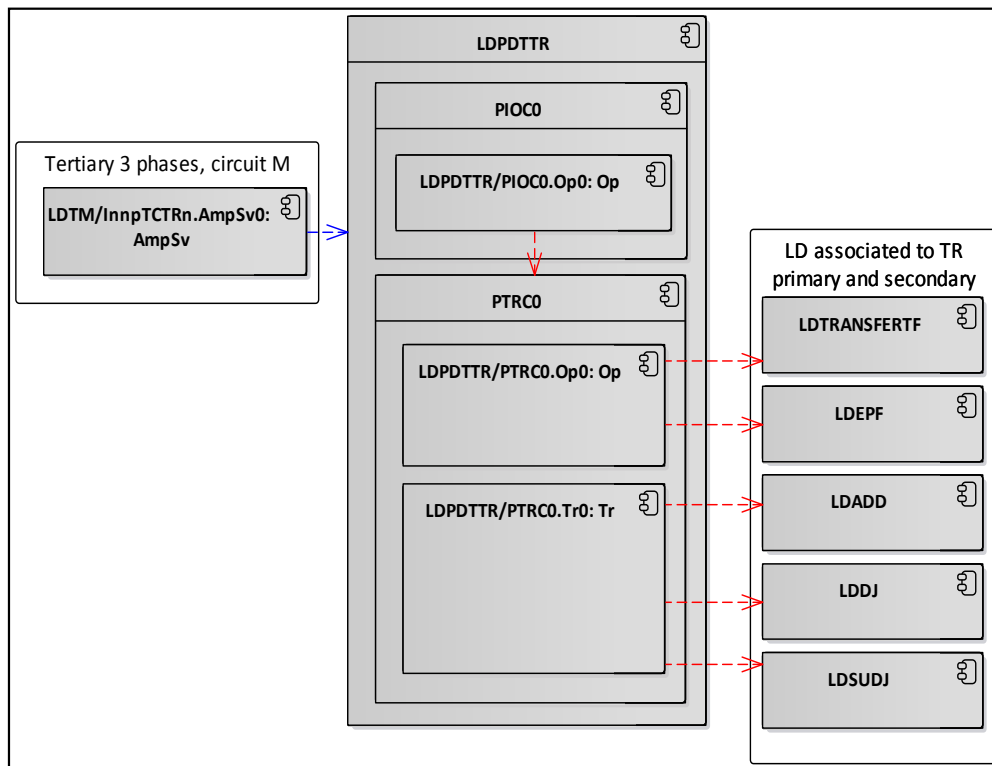 LDPDTTR
PIOC0
LDPDTTR/PIOC0.Op0: Op
Tertiary 3 phases, circuit M
LDTM/InnpTCTRn.AmpSv0:
AmpSv
PTRC0
LDPDTTR/PTRC0.Op0: Op
LDPDTTR/PTRC0.Tr0: Tr
LD associated to TR
primary and secondary
LDTRANSFERTF
LDEPF
LDADD
LDDJ
LDSUDJ